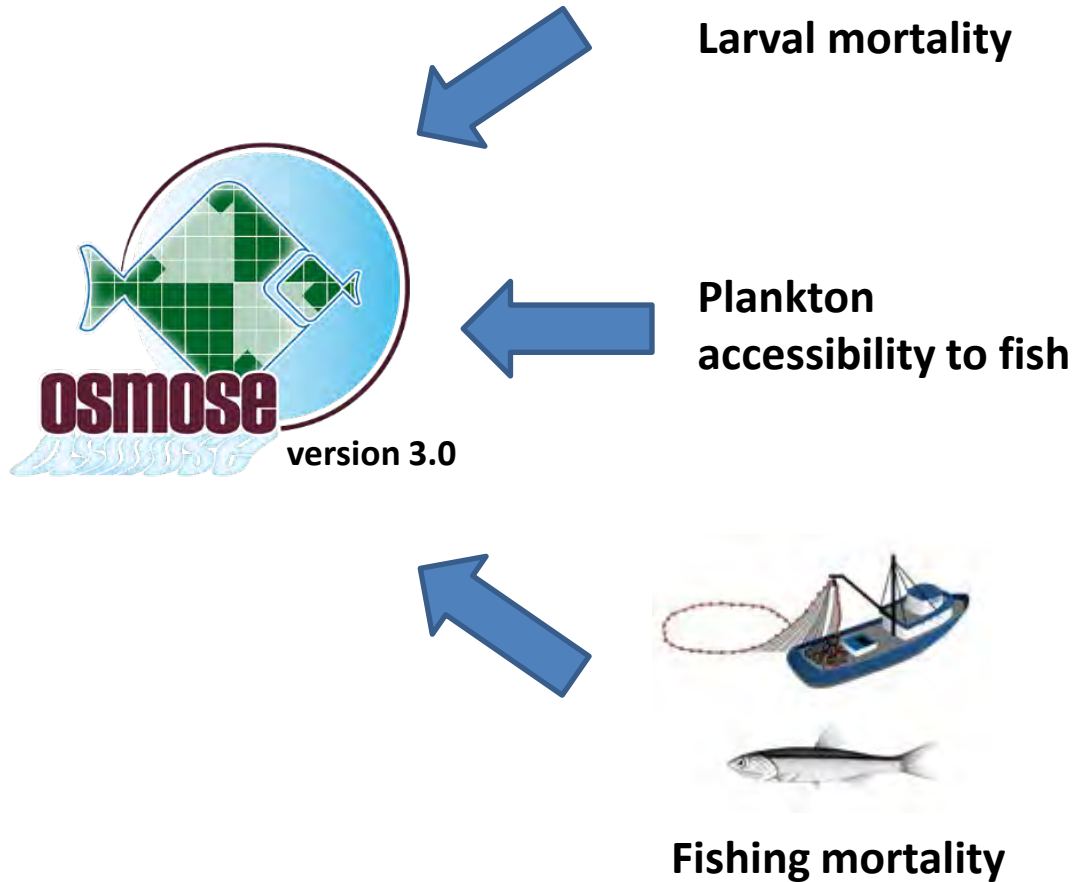 Larval mortality
Plankton
accessibility to fish
osmose
version 3.0
Fishing mortality